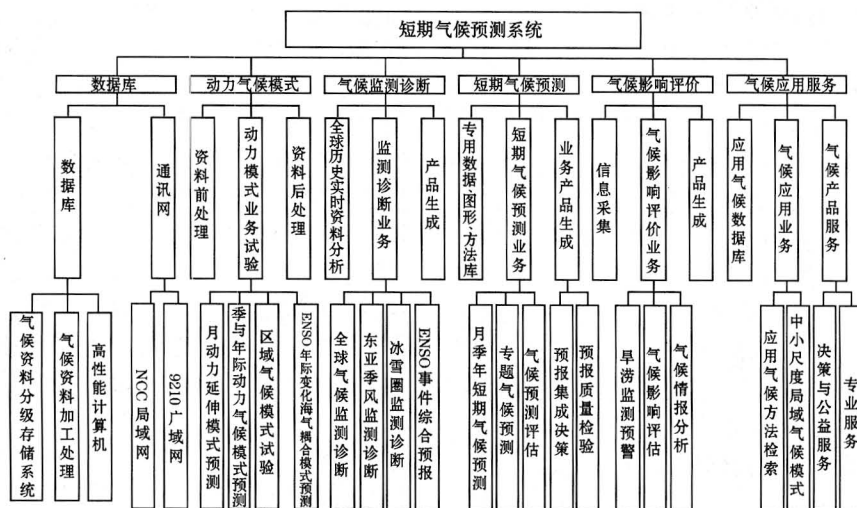 短期气候预测系统
数据库
动力气候模式
气候监测诊断
短期气候预测
气候影响评价
气候应用服务
数据库
通讯网
资料前处理
动力模式业务试验
资料后处理
全球历史实时资料分析
监测诊断业务
产品生成
专用数据、图形、方法库
短期气候预测业务
业务产品生成
信息采集
气候影响评价业务
产品生成
应用气候数据库
气候应用业务
气候产品服务
气候资料分级存储系统
气候资料加工处理
高性能计算机
NCC局域网
9210广域网
月动力延伸模式预测
季与年际动力气候模式预测
区域气候模式试验
ENSO年际变化海气耦合模式预测
全球气候监测诊断
东亚季风监测诊断
冰雪圈监测诊断
ENSO事件综合预报
月季年短期气候预测
专题气候预测
气候预测评估
预报集成决策
预报质量检验
旱涝监测预警
气候影响评估
气候情报分析
应用气候方法检索
中小尺度局域气候模式
决策与公益服务
专业服务